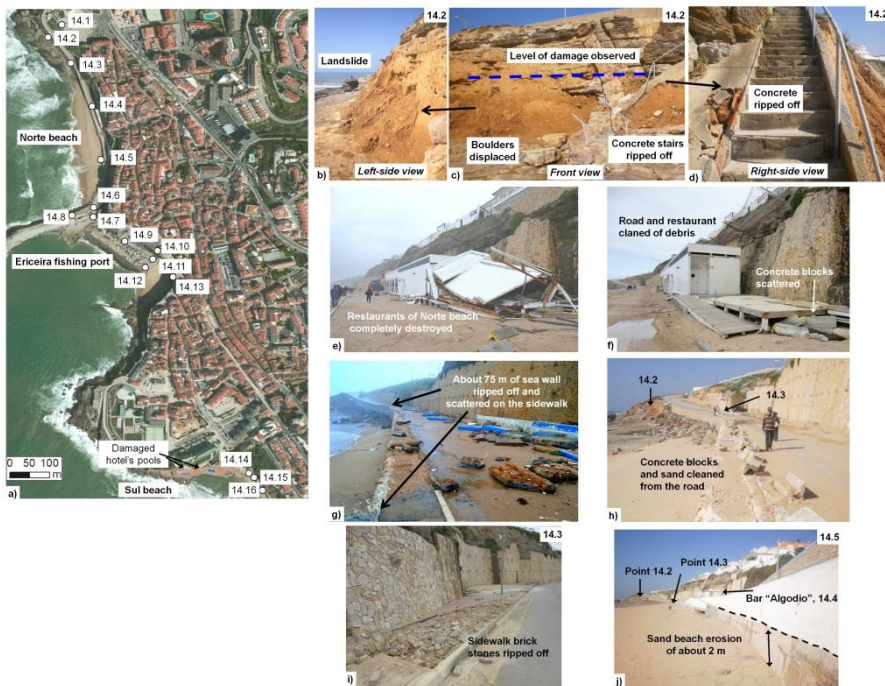 14.1
14.2
14.3
14.4
Norte beach
14.5
14.6
14.8
14.7
14.9
14.10
Ericeira fishing port
14.11
14.12
14.13
Damaged
hotel's pools
14.14
0 50 100
m
14.15
Sul beach
14.16
a)
14.2
Landslide
b)
Left-side view
14.2
Level of damage observed
Boulders
displaced
Concrete stairs
ripped off
c)
Front view
14.2
Concrete
ripped off
d)
Right-side view
Restaurants of Norte beach
completely destroyed
e)
Road and restaurant
claned of debris
Concrete blocks
scattered
f)
About 75 m of sea wall
ripped off and
scattered on the sidewalk
g)
14.2
14.3
Concrete blocks
and sand cleaned
from the road
h)
14.3
Sidewalk brick
stones ripped off
i)
14.5
Point 14.3
Point 14.2
Bar "Algodio", 14.4
Sand beach erosion
of about 2 m
j)